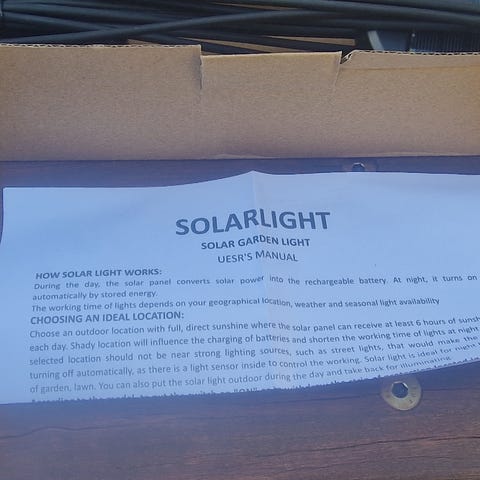 SOLARLIGHT
SOLAR GARDEN LIGHT
UESR'S MANUAL
HOW SOLAR LIGHT WORKS:
During the day, the solar panel converts solar power into the rechargeable battery. At night, it turns on
automatically by stored energy.
The working time of lights depends on your geographical location, weather and seasonal light availability
CHOOSING AN IDEAL LOCATION:
Choose an outdoor location with full, direct sunshine where the solar panel can receive at least 6 hours of
each day. Shady location will influence the charging of batteries and shorten the working time of lights at night
selected location should not be near strong lighting sources, such as street lights, that would make the
turning off automatically, as there is a light sensor inside to control the working. Solar light is ideal for
of garden, lawn. You can also put the solar light outdoor during the day and take back for illuminating